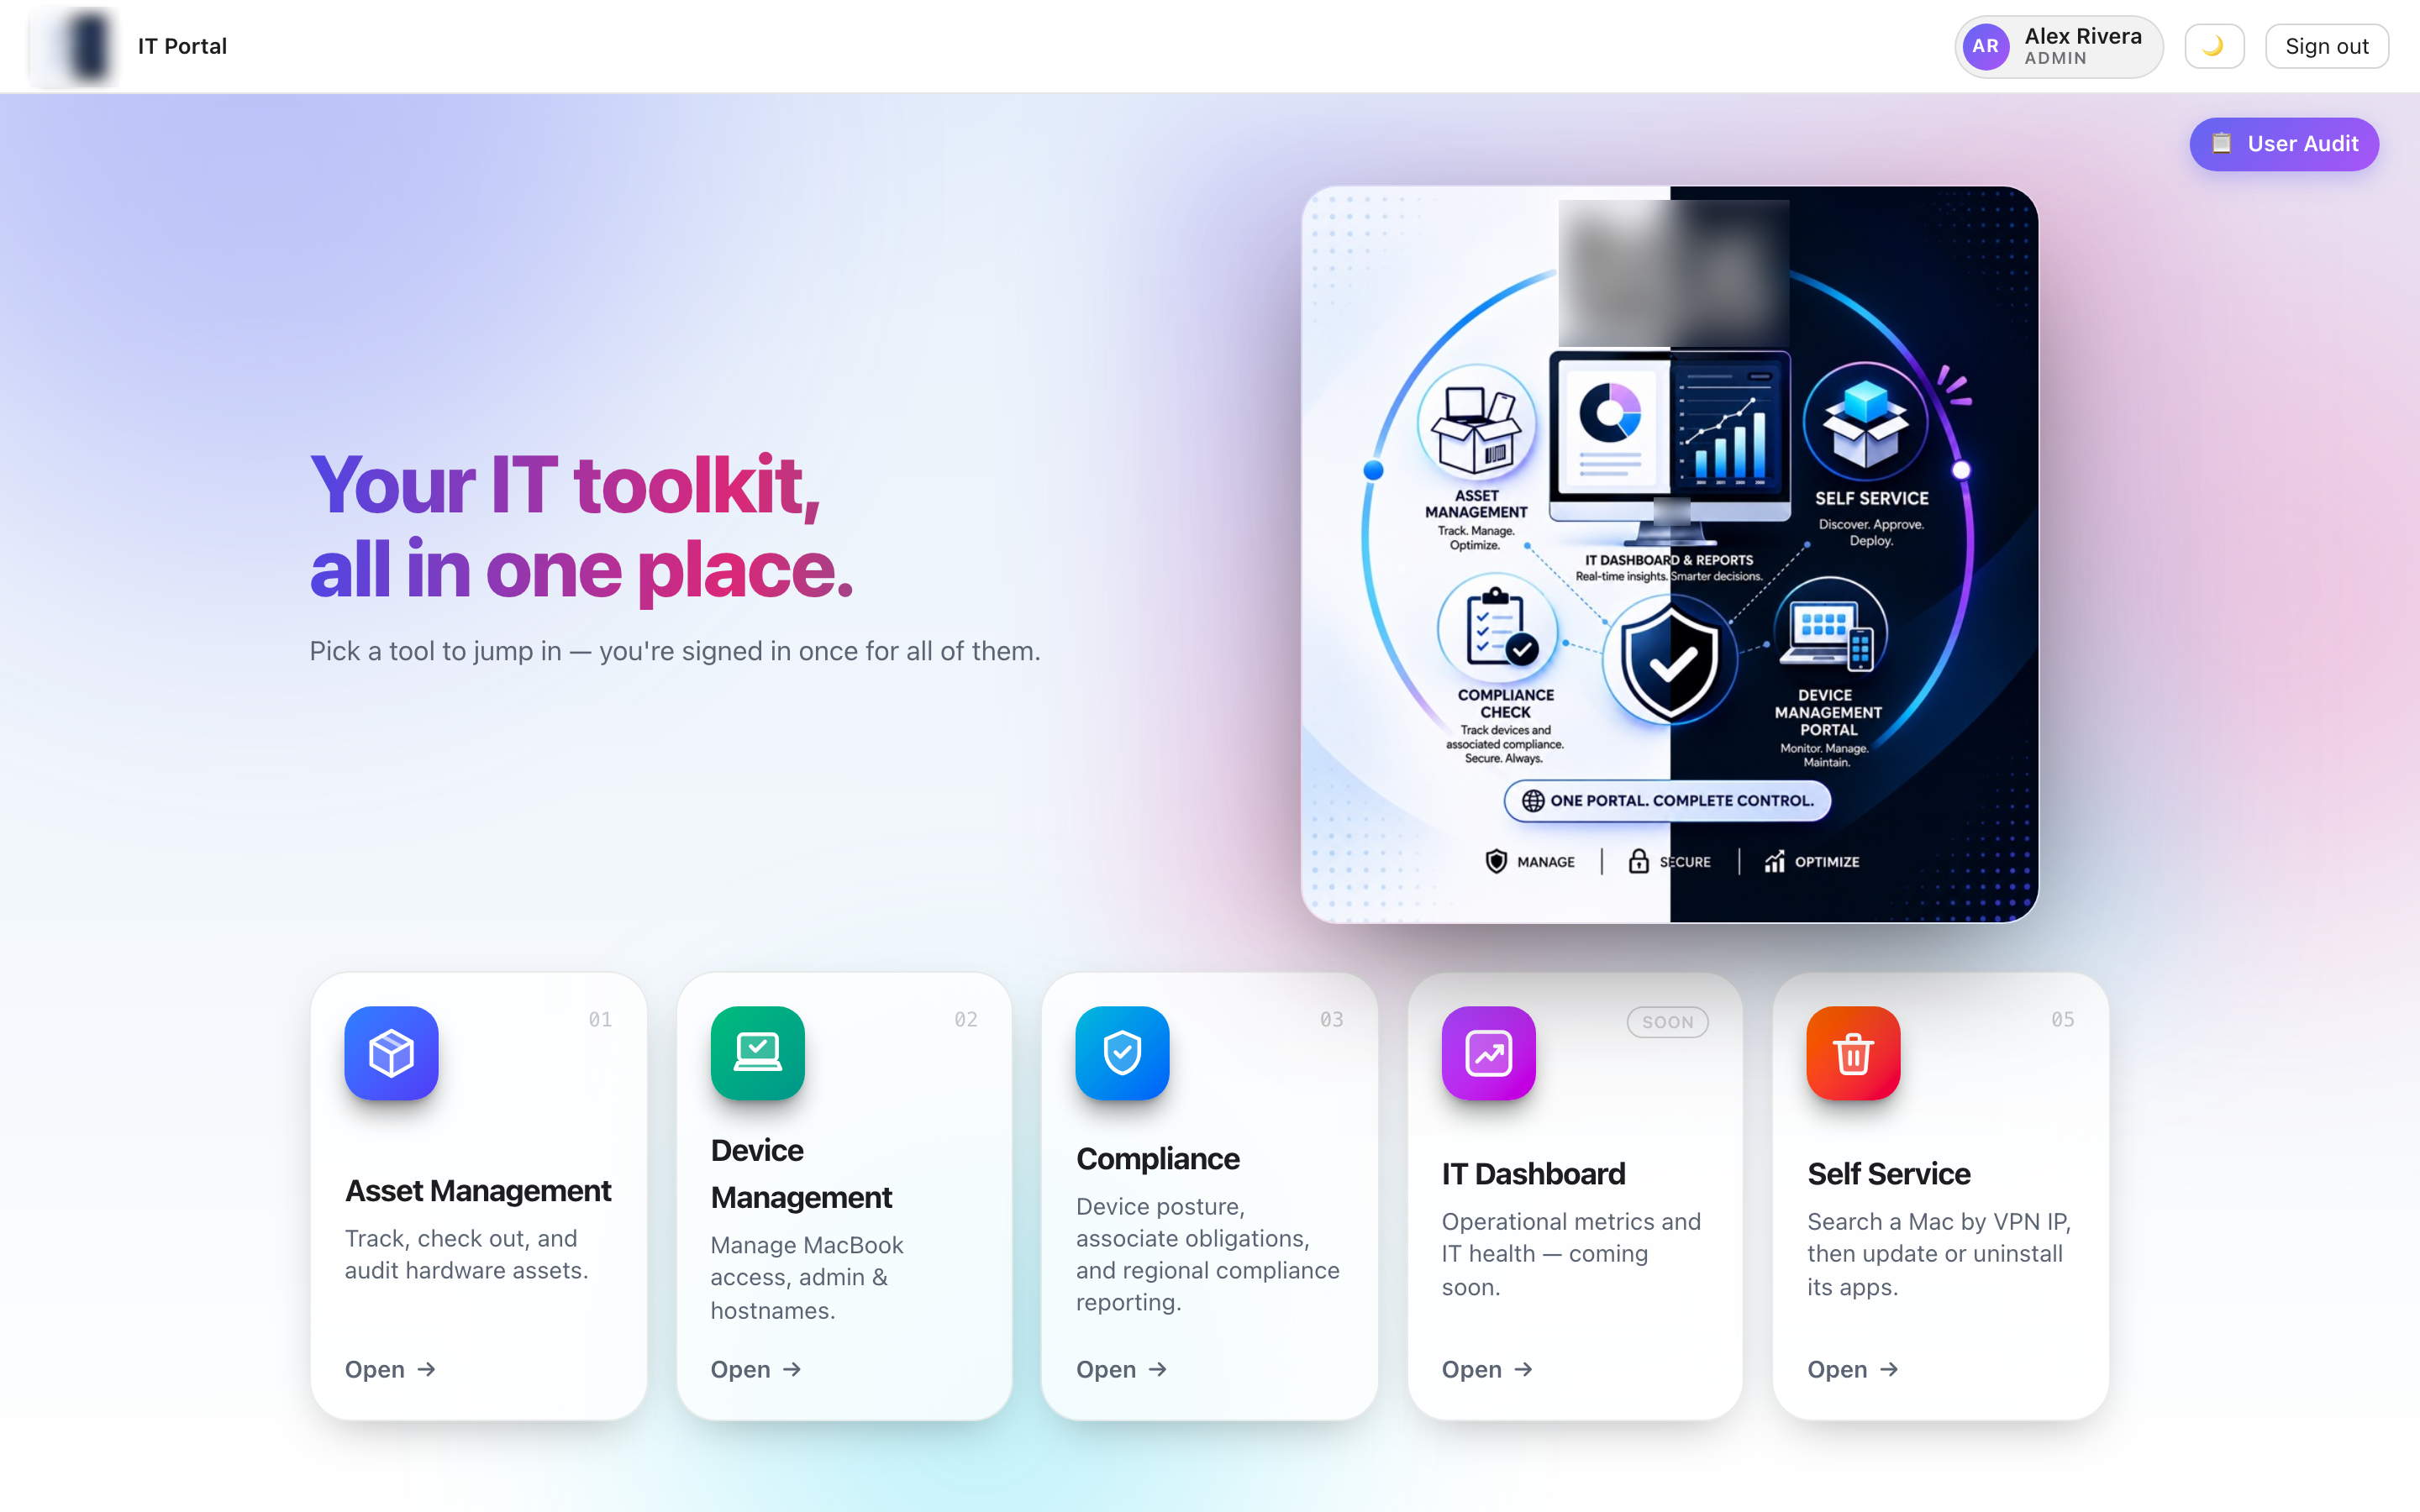 IT Portal
AR
Alex Rivera
ADMIN
Sign out
User Audit
Your IT toolkit,
all in one place.
Pick a tool to jump in — you're signed in once for all of them.
ASSET
MANAGEMENT
Track. Manage.
Optimize.
SELF SERVICE
Discover. Approve.
Deploy.
IT DASHBOARD & REPORTS
Real-time insights. Smarter decisions.
COMPLIANCE
CHECK
Track devices and
associated compliance.
Secure. Always.
DEVICE
MANAGEMENT
PORTAL
Monitor. Manage.
Maintain.
ONE PORTAL. COMPLETE CONTROL.
MANAGE
SECURE
OPTIMIZE
01
Asset Management
Track, check out, and
audit hardware assets.
Open →
02
Device
Management
Manage MacBook
access, admin &
hostnames.
Open →
03
Compliance
Device posture,
associate obligations,
and regional compliance
reporting.
Open →
SOON
IT Dashboard
Operational metrics and
IT health — coming
soon.
Open →
05
Self Service
Search a Mac by VPN IP,
then update or uninstall
its apps.
Open →